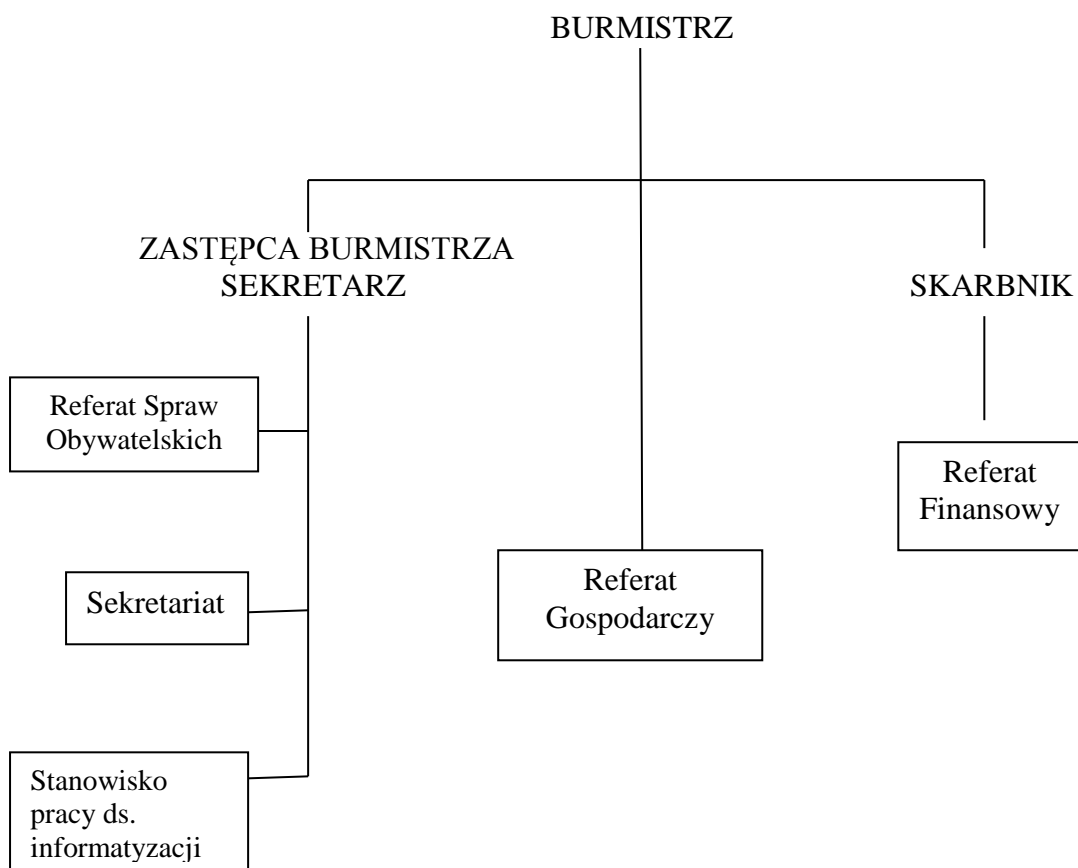 BURMISTRZ
ZASTĘPCA BURMISTRZA
SEKRETARZ
SKARBNIK
Referat Spraw
Obywatelskich
Referat
Finansowy
Sekretariat
Referat
Gospodarczy
Stanowisko
pracy ds.
informatyzacji